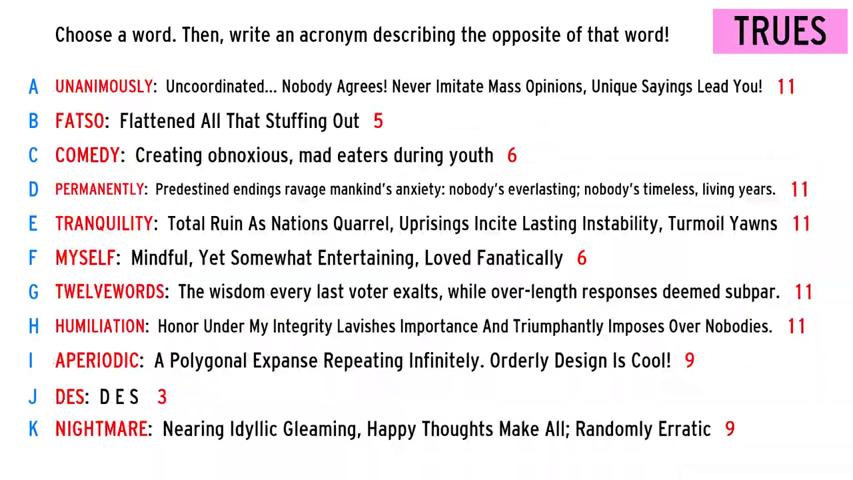 Choose a word. Then, write an acronym describing the opposite of that word!
TRUES
A UNANIMOUSLY: Uncoordinated... Nobody Agrees! Never Imitate Mass Opinions, Unique Sayings Lead You! 11
B FATSO: Flattened All That Stuffing Out 5
C COMEDY: Creating obnoxious, mad eaters during youth 6
D PERMANENTLY: Predestined endings ravage mankind's anxiety: nobody's everlasting; nobody's timeless, living years. 11
E TRANQUILITY: Total Ruin As Nations Quarrel, Uprisings Incite Lasting Instability, Turmoil Yawns 11
F MYSELF: Mindful, Yet Somewhat Entertaining, Loved Fanatically 6
G TWELVEWORDS: The wisdom every last voter exalts, while over-length responses deemed subpar. 11
H HUMILIATION: Honor Under My Integrity Lavishes Importance And Triumphantly Imposes Over Nobodies. 11
I APERIODIC: A Polygonal Expanse Repeating Infinitely. Orderly Design Is Cool! 9
J DES: D E S 3
K NIGHTMARE: Nearing Idyllic Gleaming, Happy Thoughts Make All; Randomly Erratic 9